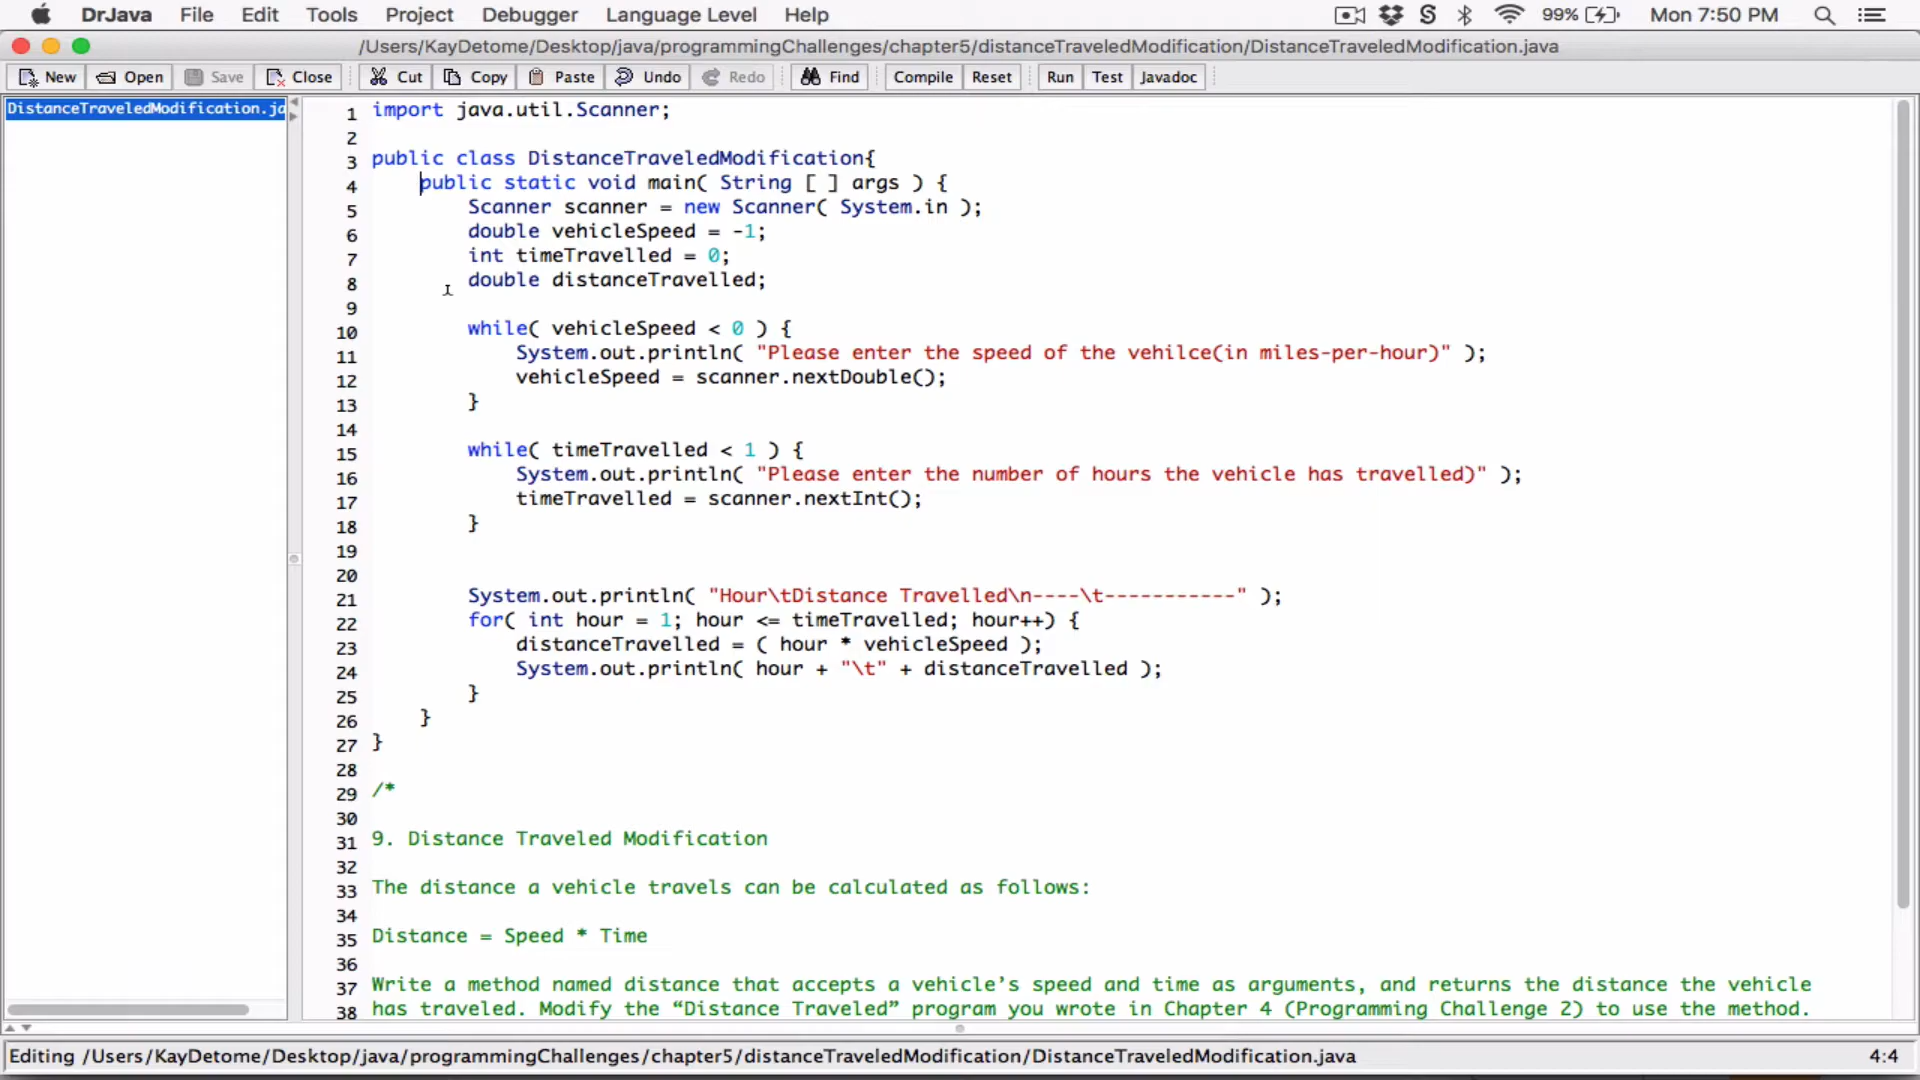 DrJava File Edit Tools Project Debugger Language Level Help S 99% Mon 7:50 PM
/Users/KayDetome/Desktop/java/programmingChallenges/chapter5/distanceTraveledModification/DistanceTraveledModification.java
New Open Save Close Cut Copy Paste Undo Redo Find Compile Reset Run Test Javadoc
DistanceTraveledModification.ja
1 import java.util.Scanner;
2
3 public class DistanceTraveledModification{
4 public static void main( String [ ] args ) {
5 Scanner scanner = new Scanner( System.in );
6 double vehicleSpeed = -1;
7 int timeTravelled = 0;
8 double distanceTravelled;
9
10 while( vehicleSpeed < 0 ) {
11 System.out.println( "Please enter the speed of the vehilce(in miles-per-hour)" );
12 vehicleSpeed = scanner.nextDouble();
13 }
14
15 while( timeTravelled < 1 ) {
16 System.out.println( "Please enter the number of hours the vehicle has travelled)" );
17 timeTravelled = scanner.nextInt();
18 }
19
20
21 System.out.println( "Hour\tDistance Travelled\n----\t-----------" );
22 for( int hour = 1; hour <= timeTravelled; hour++) {
23 distanceTravelled = ( hour * vehicleSpeed );
24 System.out.println( hour + "\t" + distanceTravelled );
25 }
26 }
27 }
28
29 /*
30
31 9. Distance Traveled Modification
32
33 The distance a vehicle travels can be calculated as follows:
34
35 Distance = Speed * Time
36
37 Write a method named distance that accepts a vehicle’s speed and time as arguments, and returns the distance the vehicle
38 has traveled. Modify the “Distance Traveled” program you wrote in Chapter 4 (Programming Challenge 2) to use the method.
Editing /Users/KayDetome/Desktop/java/programmingChallenges/chapter5/distanceTraveledModification/DistanceTraveledModification.java 4:4